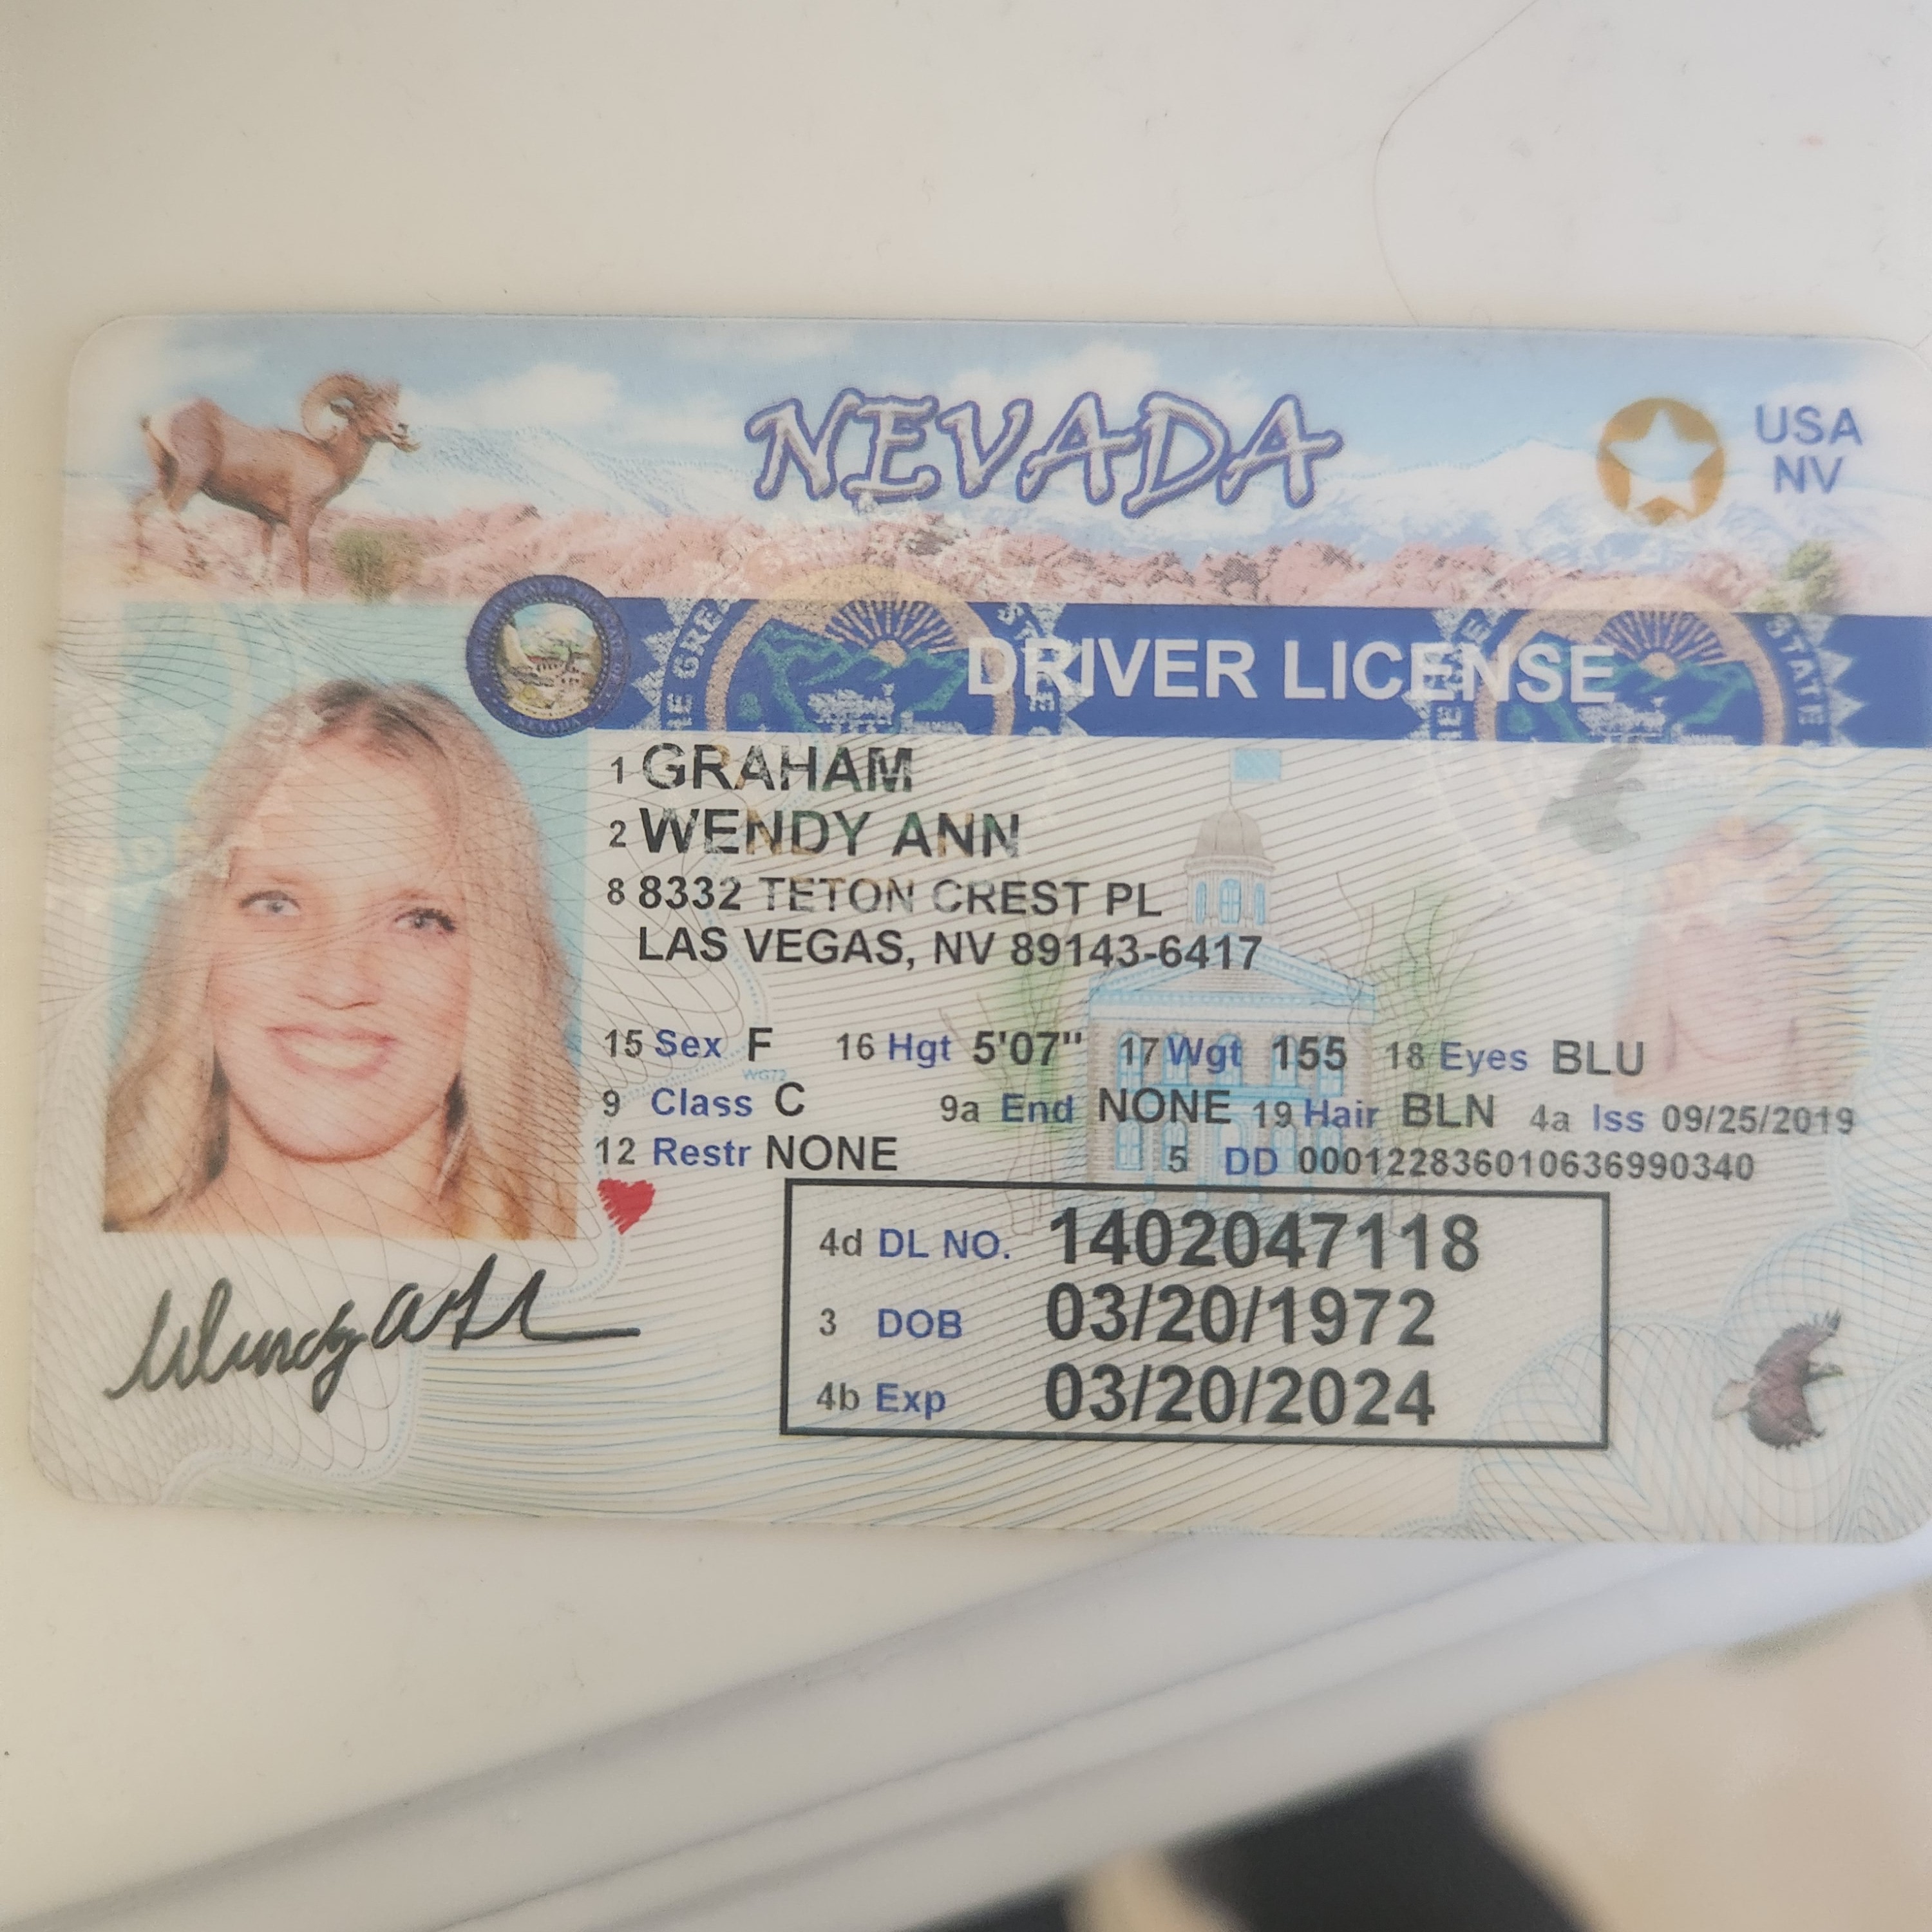 NEVADA
USA
NV
DRIVER LICENSE
1 GRAHAM
2 WENDY ANN
8 8332 TETON CREST PL
LAS VEGAS, NV 89143-6417
15 Sex F 16 Hgt 5'07" 17 Wgt 155 18 Eyes BLU
9 Class C 9a End NONE 19 Hair BLN 4a Iss 09/25/2019
12 Restr NONE 5 DD 000122836010636990340
4d DL NO. 1402047118
3 DOB 03/20/1972
4b Exp 03/20/2024